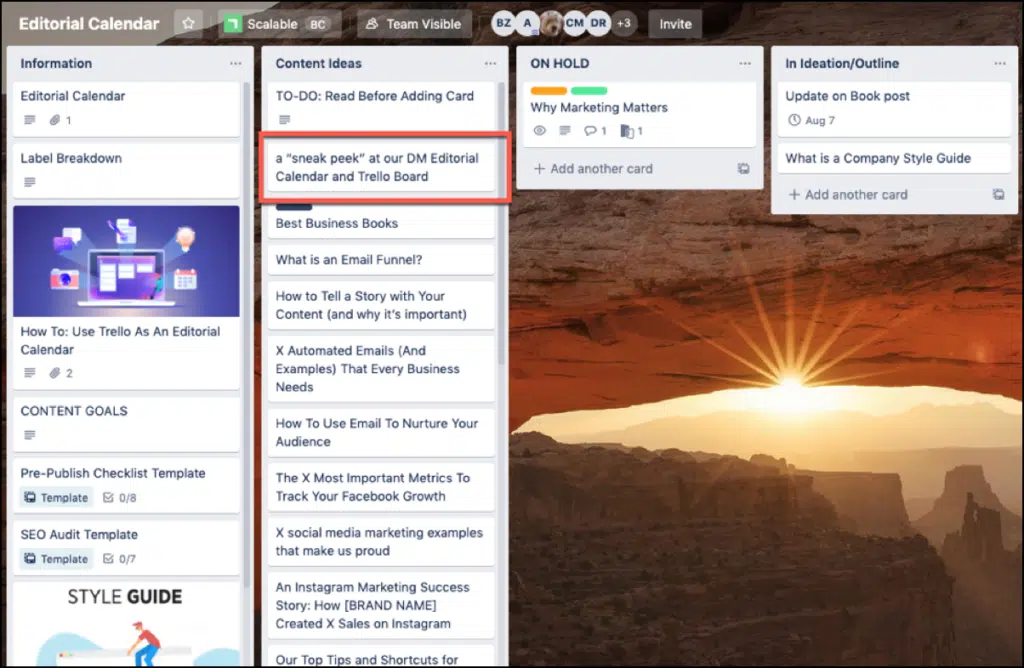 Editorial Calendar
Scalable BC
Team Visible
BZ A CM DR +3
Invite
Information
Editorial Calendar
1
Label Breakdown
How To: Use Trello As An Editorial
Calendar
2
CONTENT GOALS
Pre-Publish Checklist Template
Template 0/8
SEO Audit Template
Template 0/7
STYLE GUIDE
Content Ideas
TO-DO: Read Before Adding Card
a “sneak peek” at our DM Editorial
Calendar and Trello Board
Best Business Books
What is an Email Funnel?
How to Tell a Story with Your
Content (and why it’s important)
X Automated Emails (And
Examples) That Every Business
Needs
How To Use Email To Nurture Your
Audience
The X Most Important Metrics To
Track Your Facebook Growth
X social media marketing examples
that make us proud
An Instagram Marketing Success
Story: How [BRAND NAME]
Created X Sales on Instagram
Our Top Tips and Shortcuts for
ON HOLD
Why Marketing Matters
1 1
+ Add another card
In Ideation/Outline
Update on Book post
Aug 7
What is a Company Style Guide
+ Add another card